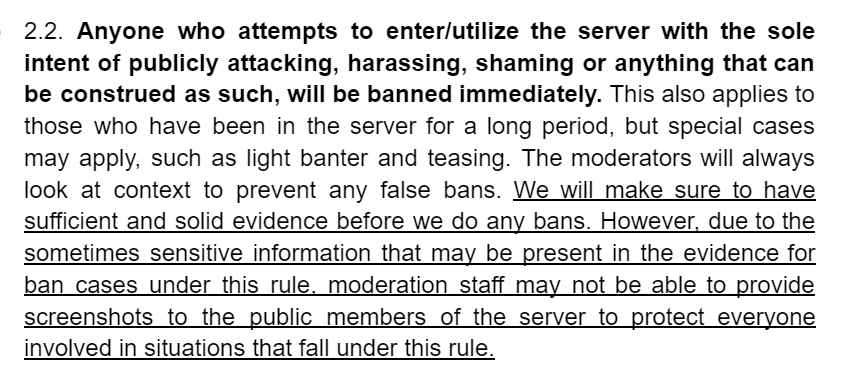 2.2. Anyone who attempts to enter/utilize the server with the sole
intent of publicly attacking, harassing, shaming or anything that can
be construed as such, will be banned immediately. This also applies to
those who have been in the server for a long period, but special cases
may apply, such as light banter and teasing. The moderators will always
look at context to prevent any false bans. We will make sure to have
sufficient and solid evidence before we do any bans. However, due to the
sometimes sensitive information that may be present in the evidence for
ban cases under this rule, moderation staff may not be able to provide
screenshots to the public members of the server to protect everyone
involved in situations that fall under this rule.